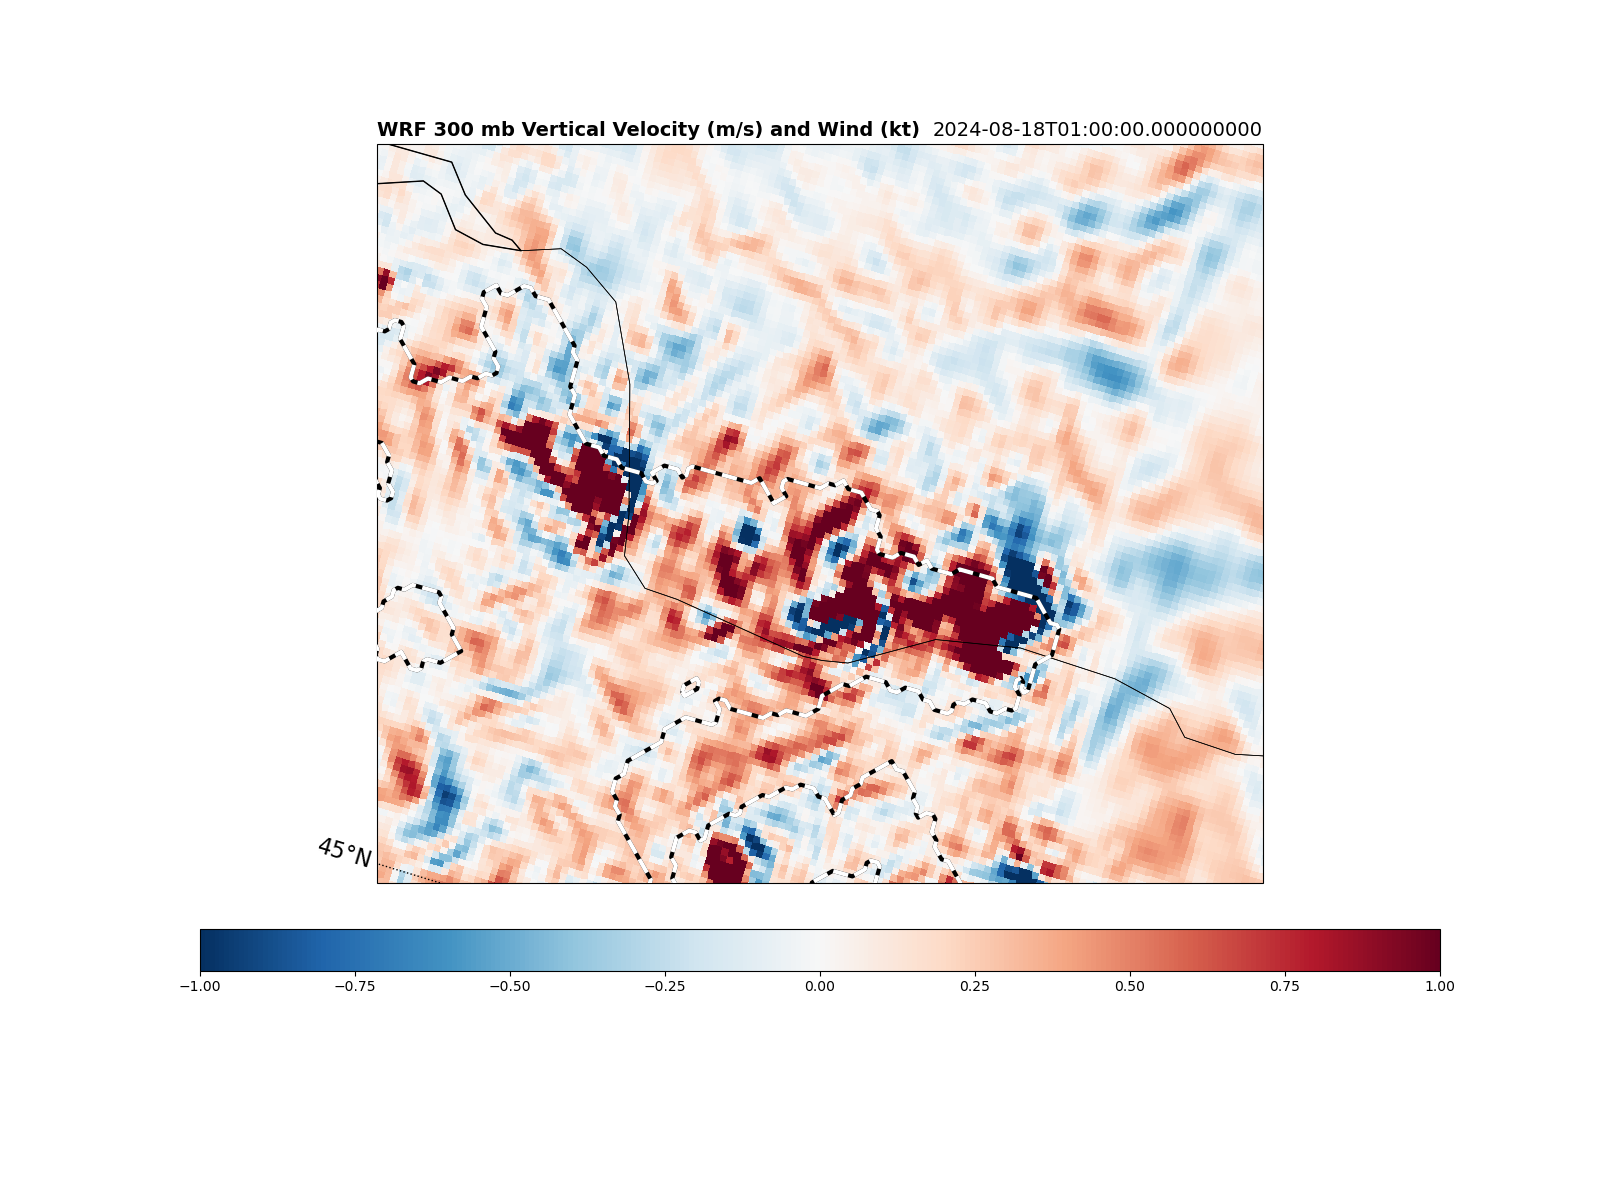 WRF 300 mb Vertical Velocity (m/s) and Wind (kt) 2024-08-18T01:00:00.000000000
45°N
−1.00 −0.75 −0.50 −0.25 0.00 0.25 0.50 0.75 1.00